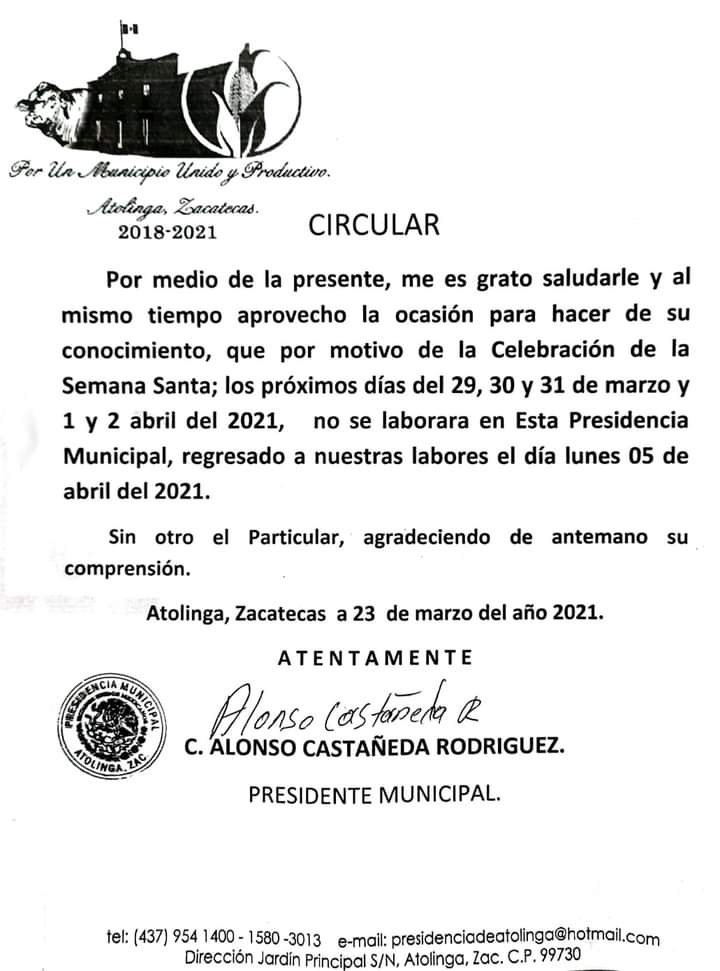 Por Un Municipio Unido y Productivo.
Atolinga, Zacatecas.
2018-2021
CIRCULAR
Por medio de la presente, me es grato saludarle y al
mismo tiempo aprovecho la ocasión para hacer de su
conocimiento, que por motivo de la Celebración de la
Semana Santa; los próximos días del 29, 30 y 31 de marzo y
1 y 2 abril del 2021, no se laborara en Esta Presidencia
Municipal, regresado a nuestras labores el día lunes 05 de
abril del 2021.
Sin otro el Particular, agradeciendo de antemano su
comprensión.
Atolinga, Zacatecas a 23 de marzo del año 2021.
ATENTAMENTE
PRESIDENCIA MUNICIPAL
ATOLINGA, ZAC
Alonso Castañeda R
C. ALONSO CASTAÑEDA RODRIGUEZ.
PRESIDENTE MUNICIPAL.
tel: (437) 954 1400 - 1580 -3013 e-mail: presidenciadeatolinga@hotmail.com
Dirección Jardín Principal S/N, Atolinga, Zac. C.P. 99730